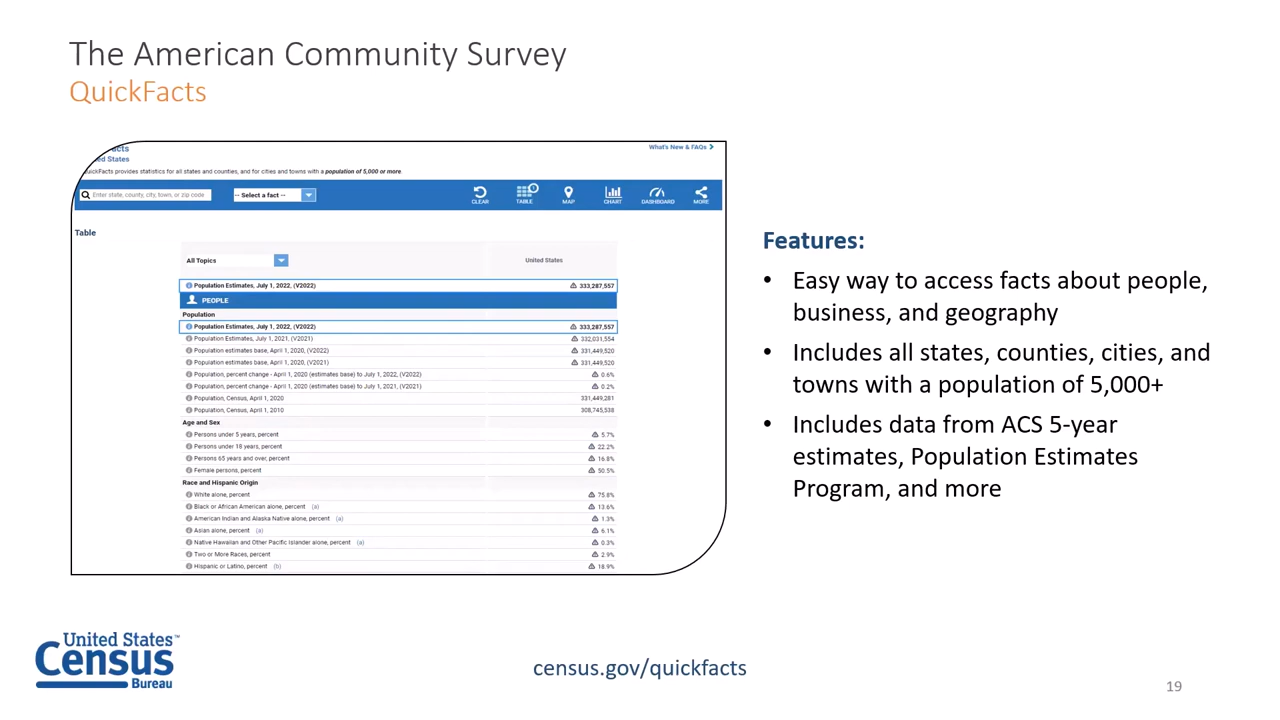 The American Community Survey
QuickFacts
acts
What's New & FAQs
ed States
uickFacts provides statistics for all states and counties, and for cities and towns with a population of 5,000 or more
Enter state, county, city, town, or zip code
-- Select a fact --
CLEAR
TABLE
MAP
CHART
DASHBOARD
MORE
Table
All Topics
United States
Population Estimates, July 1, 2022, (V2022) 333,287,557
PEOPLE
Population
Population Estimates, July 1, 2022, (V2022) 333,287,557
Population Estimates, July 1, 2021, (V2021) 332,031,554
Population estimates base, April 1, 2020, (V2022) 331,449,520
Population estimates base, April 1, 2020, (V2021) 331,449,520
Population, percent change - April 1, 2020 (estimates base) to July 1, 2022, (V2022) 0.6%
Population, percent change - April 1, 2020 (estimates base) to July 1, 2021, (V2021) 0.2%
Population, Census, April 1, 2020 331,449,281
Population, Census, April 1, 2010 308,745,538
Age and Sex
Persons under 5 years, percent 5.7%
Persons under 18 years, percent 22.2%
Persons 65 years and over, percent 16.8%
Female persons, percent 50.5%
Race and Hispanic Origin
White alone, percent 75.8%
Black or African American alone, percent (a) 13.6%
American Indian and Alaska Native alone, percent (a) 1.3%
Asian alone, percent (a) 6.1%
Native Hawaiian and Other Pacific Islander alone, percent (a) 0.3%
Two or More Races, percent 2.9%
Hispanic or Latino, percent (b) 18.9%
Features:
• Easy way to access facts about people,
business, and geography
• Includes all states, counties, cities, and
towns with a population of 5,000+
• Includes data from ACS 5-year
estimates, Population Estimates
Program, and more
United States™
Census
Bureau
census.gov/quickfacts
19